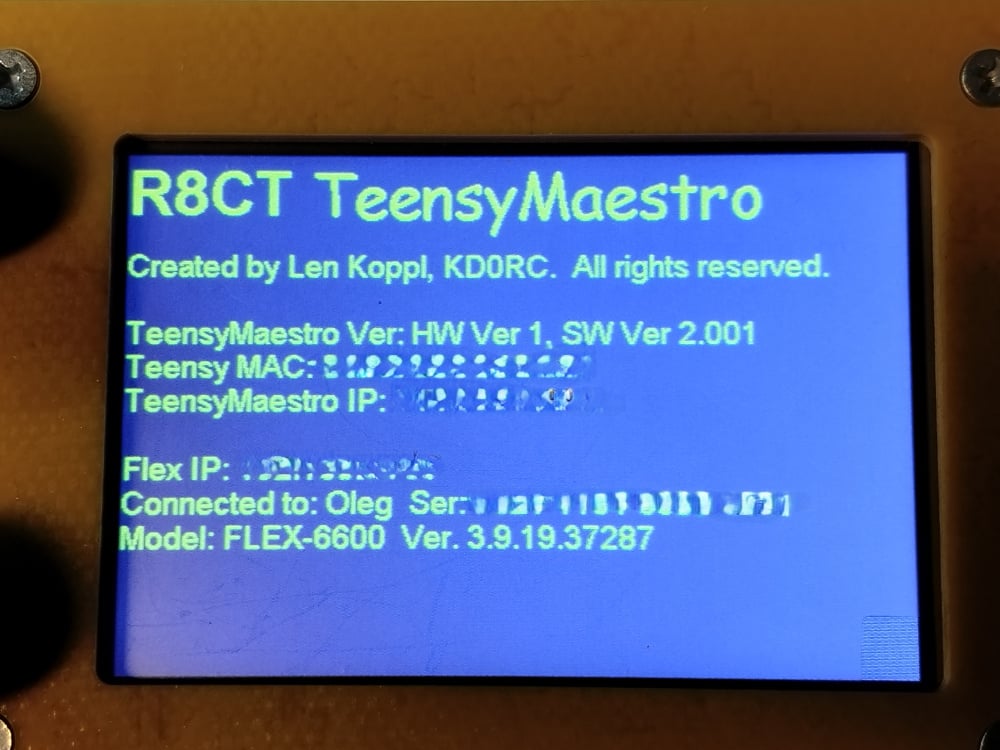 R8CT TeensyMaestro
Created by Len Koppl, KD0RC.  All rights reserved.
TeensyMaestro Ver: HW Ver 1, SW Ver 2.001
Teensy MAC:
TeensyMaestro IP:
Flex IP:
Connected to: Oleg  Ser:
Model: FLEX-6600  Ver. 3.9.19.37287